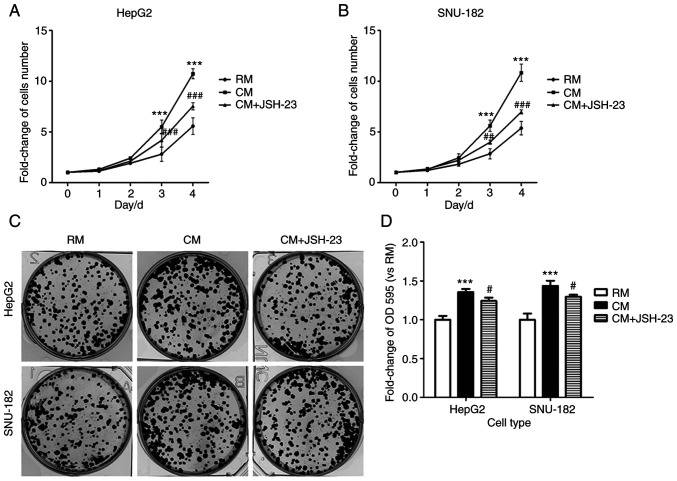 A
HepG2
Fold-change of cells number
15
10
5
0
0 1 2 3 4
Day/d
***
***
###
###
RM
CM
CM+JSH-23
B
SNU-182
Fold-change of cells number
15
10
5
0
0 1 2 3 4
Day/d
***
***
##
###
RM
CM
CM+JSH-23
C
RM CM CM+JSH-23
HepG2
SNU-182
D
Fold-change of OD 595 (vs RM)
2.0
1.5
1.0
0.5
0.0
*** #
*** #
HepG2 SNU-182
Cell type
RM
CM
CM+JSH-23